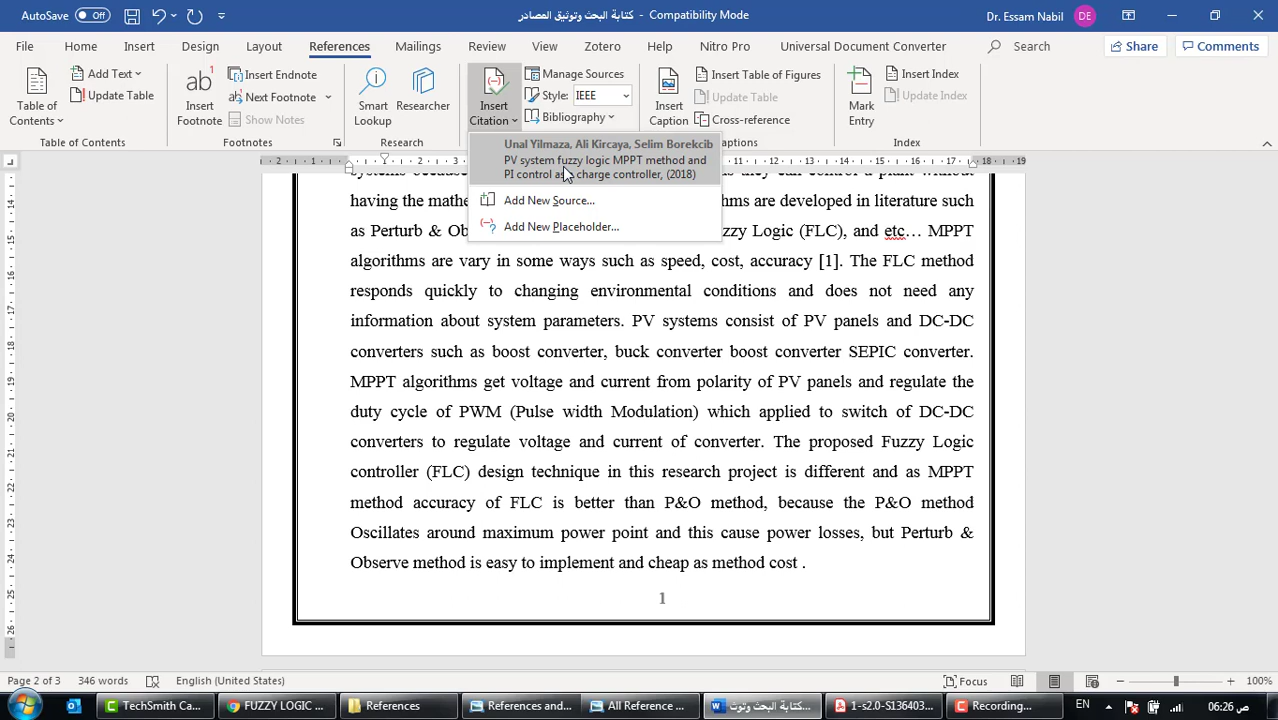 AutoSave Off كتابة البحث وتوثيق المصادر - Compatibility Mode Dr. Essam Nabil DE
File Home Insert Design Layout References Mailings Review View Zotero Help Nitro Pro Universal Document Converter Search Share Comments
Table of Contents
Add Text
Update Table
Table of Contents
ab1
Insert Footnote
Insert Endnote
Next Footnote
Show Notes
Footnotes
Smart Lookup
Researcher
Research
Insert Citation
Manage Sources
Style: IEEE
Bibliography
Insert Caption
Insert Table of Figures
Update Table
Cross-reference
Captions
Mark Entry
Insert Index
Update Index
Index
Unal Yilmaza, Ali Kircaya, Selim Borekcib
PV system fuzzy logic MPPT method and
PI control as a charge controller, (2018)
Add New Source...
Add New Placeholder...
having the mathe
rithms are developed in literature such
as Perturb & O
zzy Logic (FLC), and etc… MPPT
algorithms are vary in some ways such as speed, cost, accuracy [1]. The FLC method
responds quickly to changing environmental conditions and does not need any
information about system parameters. PV systems consist of PV panels and DC-DC
converters such as boost converter, buck converter boost converter SEPIC converter.
MPPT algorithms get voltage and current from polarity of PV panels and regulate the
duty cycle of PWM (Pulse width Modulation) which applied to switch of DC-DC
converters to regulate voltage and current of converter. The proposed Fuzzy Logic
controller (FLC) design technique in this research project is different and as MPPT
method accuracy of FLC is better than P&O method, because the P&O method
Oscillates around maximum power point and this cause power losses, but Perturb &
Observe method is easy to implement and cheap as method cost .
1
Page 2 of 3 346 words English (United States) Focus 100%
TechSmith Ca... FUZZY LOGIC ... References References and... All Reference ... كتابة البحث وتوث... 1-s2.0-S136403... Recording... EN 06:26 ص